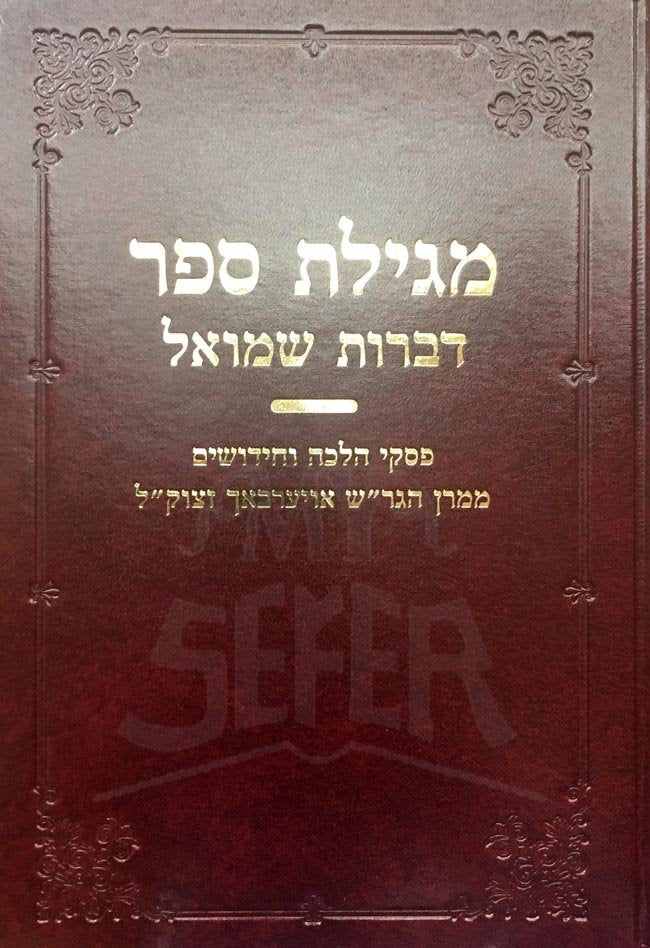 מגילת ספר
דברות שמואל
פסקי הלכה וחידושים
ממרן הגר״ש אויערבאך זצוק״ל
SEFER